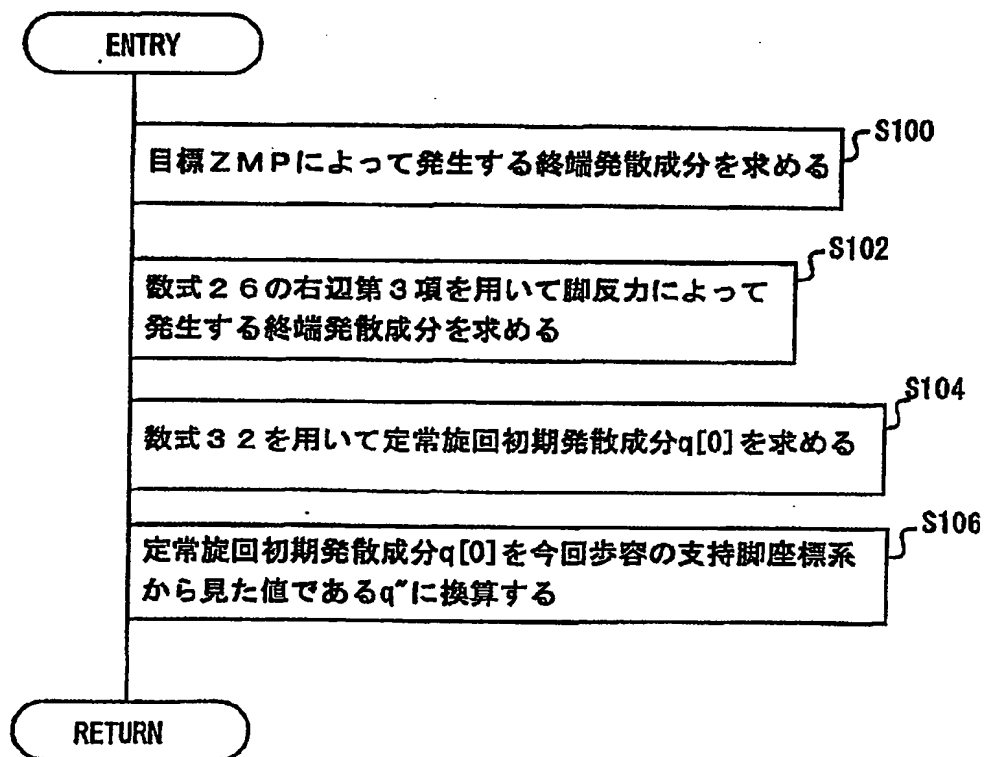 ENTRY
S100
目標ZMPによって発生する終端発散成分を求める
S102
数式26の右辺第3項を用いて脚反力によって
発生する終端発散成分を求める
S104
数式32を用いて定常旋回初期発散成分q[0]を求める
S106
定常旋回初期発散成分q[0]を今回歩容の支持脚座標系
から見た値であるq"に換算する
RETURN